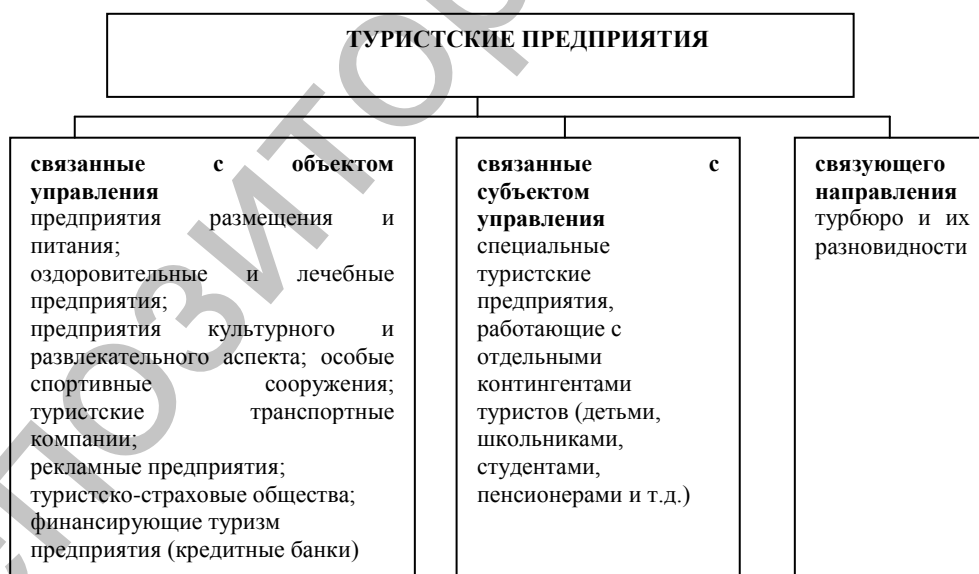 ТУРИСТСКИЕ ПРЕДПРИЯТИЯ
связанные с объектом
управления
предприятия размещения и
питания;
оздоровительные и лечебные
предприятия;
предприятия культурного и
развлекательного аспекта; особые
спортивные сооружения;
туристские транспортные
компании;
рекламные предприятия;
туристско-страховые общества;
финансирующие туризм
предприятия (кредитные банки)
связанные с
субъектом
управления
специальные
туристские
предприятия,
работающие с
отдельными
контингентами
туристов (детьми,
школьниками,
студентами,
пенсионерами и т.д.)
связующего
направления
турбюро и их
разновидности